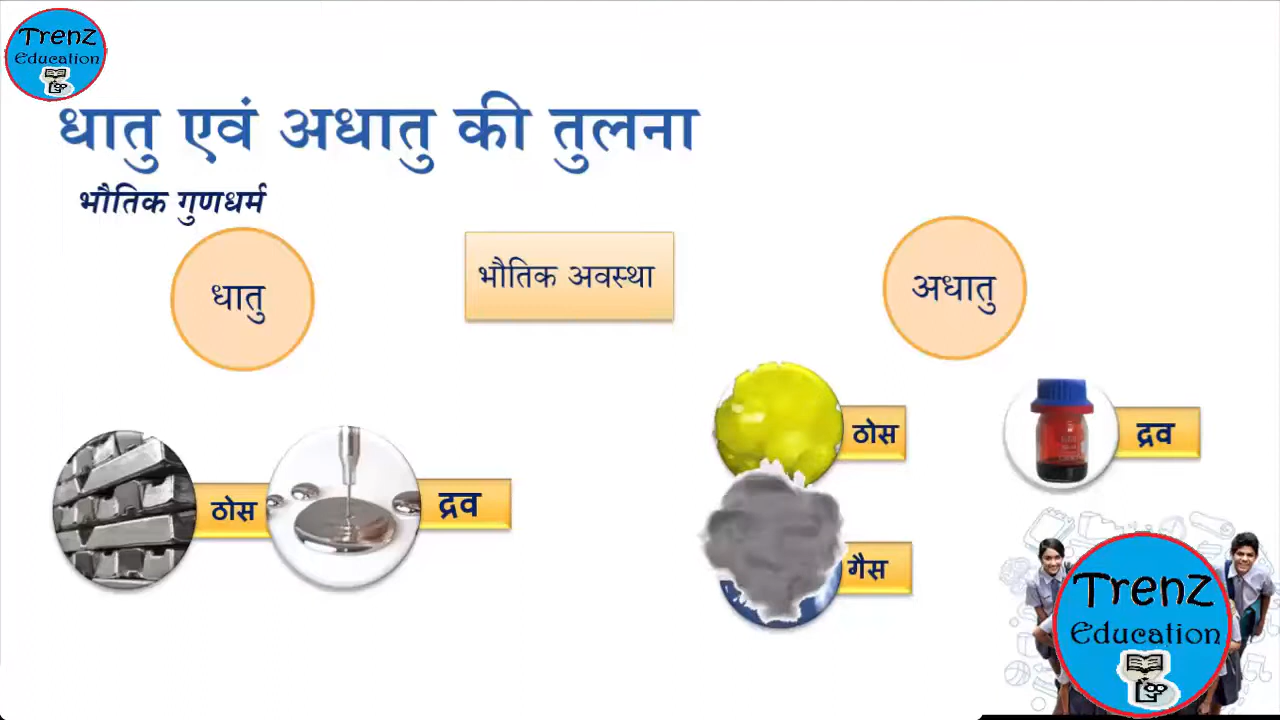 Trenz
Education
धातु एवं अधातु की तुलना
भौतिक गुणधर्म
धातु
भौतिक अवस्था
अधातु
ठोस
द्रव
ठोस
द्रव
गैस
Trenz
Education